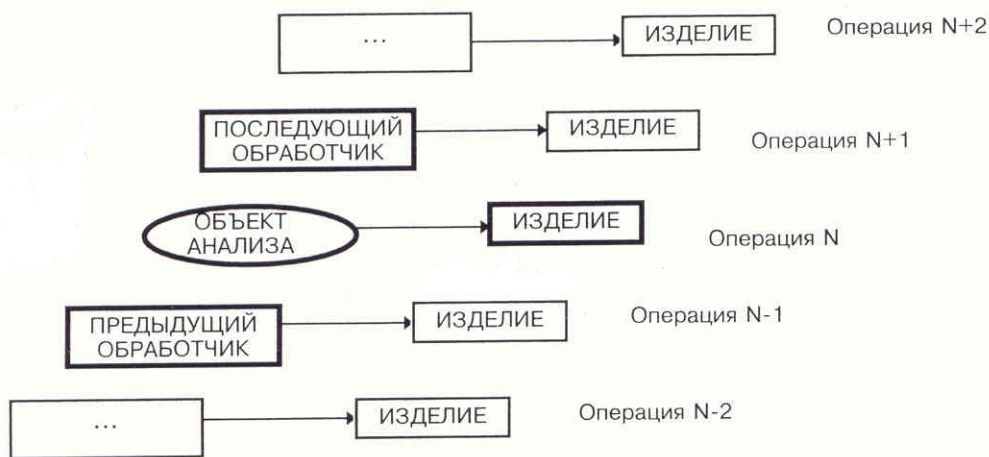 ...
ИЗДЕЛИЕ
Операция N+2
ПОСЛЕДУЮЩИЙ
ОБРАБОТЧИК
ИЗДЕЛИЕ
Операция N+1
ОБЪЕКТ
АНАЛИЗА
ИЗДЕЛИЕ
Операция N
ПРЕДЫДУЩИЙ
ОБРАБОТЧИК
ИЗДЕЛИЕ
Операция N-1
...
ИЗДЕЛИЕ
Операция N-2